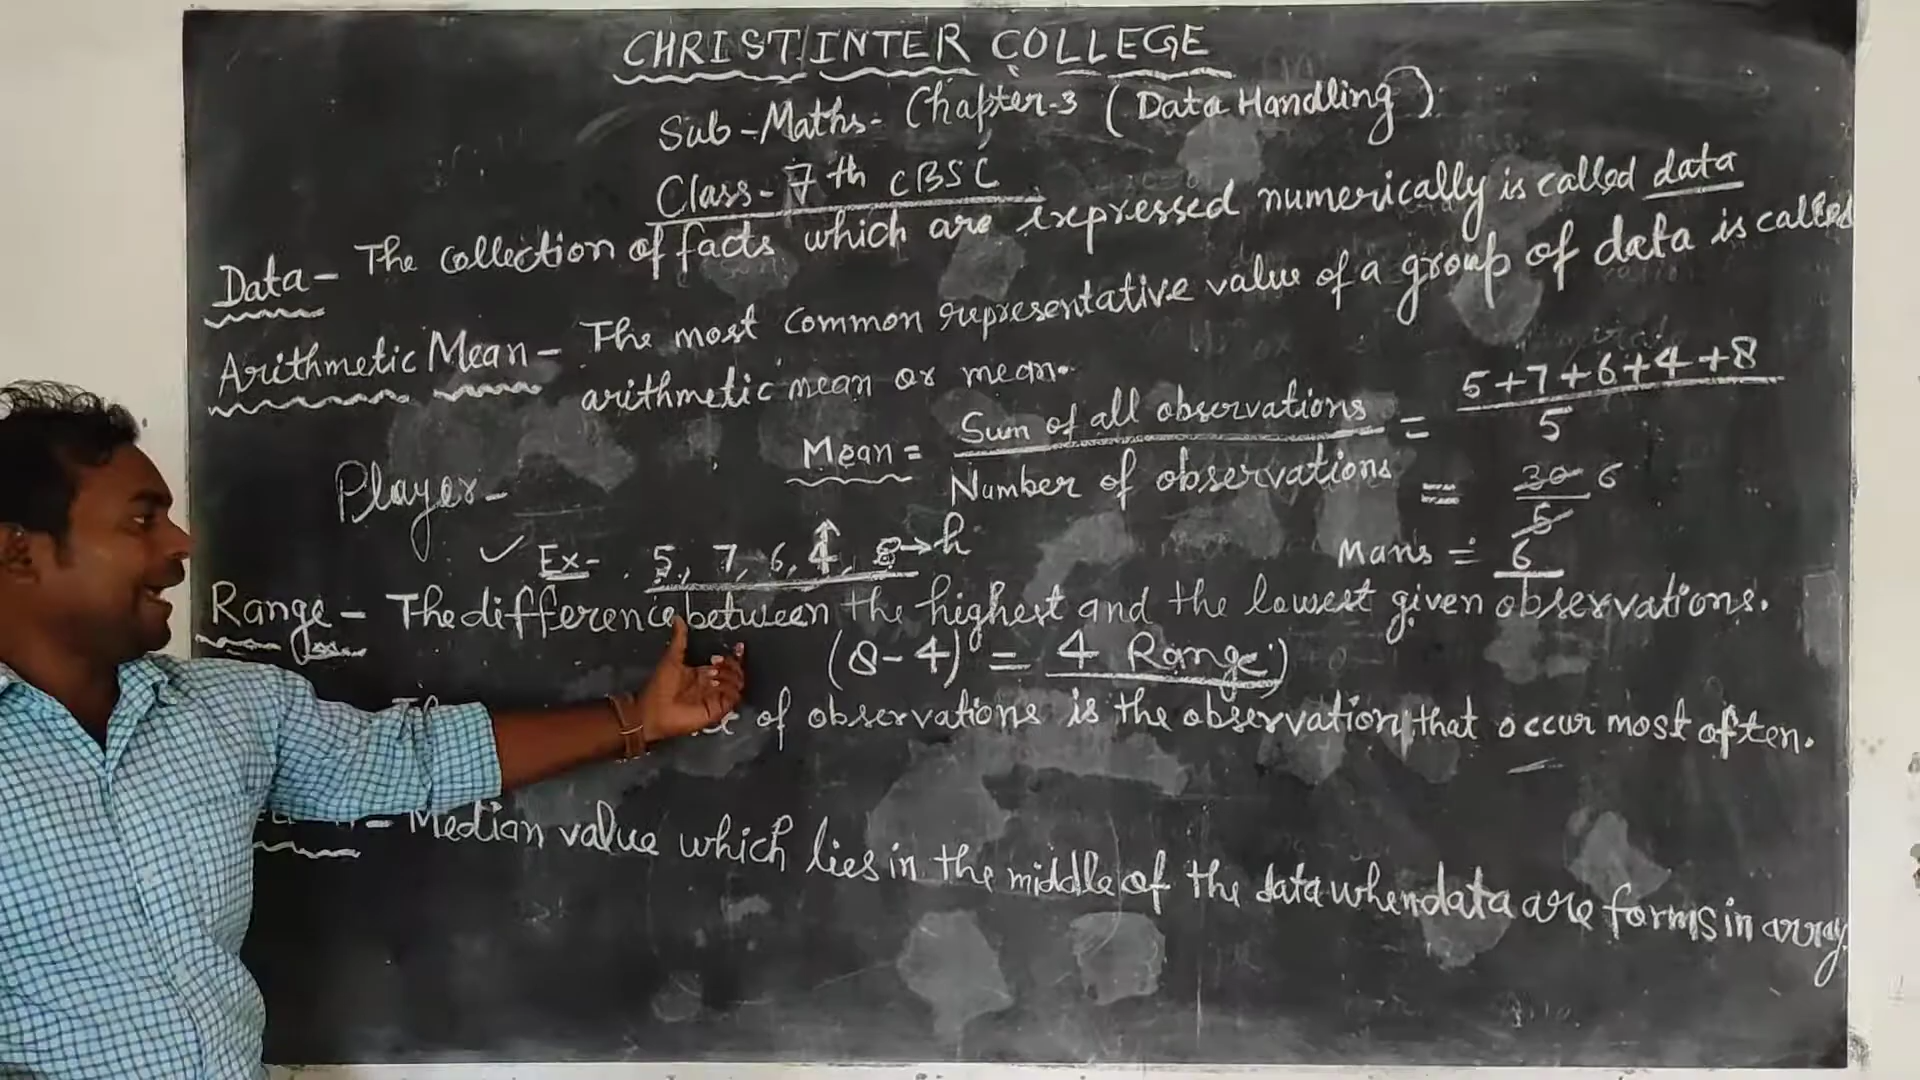 CHRIST INTER COLLEGE
Sub-Maths- Chapter-3 (Data Handling)
Class- 7th CBSC
Data - The collection of facts which are expressed numerically is called data
Arithmetic Mean - The most common representative value of a group of data is called
arithmetic mean or mean.
Mean = Sum of all observations / Number of observations = 5+7+6+4+8 / 5
= 30 / 5 6
Player-
Mans = 6
✓ Ex- 5, 7, 6, 4↑, 8→h
Range - The difference between the highest and the lowest given observations.
(8-4) = 4 Range)
of observations is the observation, that occur most often.
- Median value which lies in the middle of the data when data are forms in array.